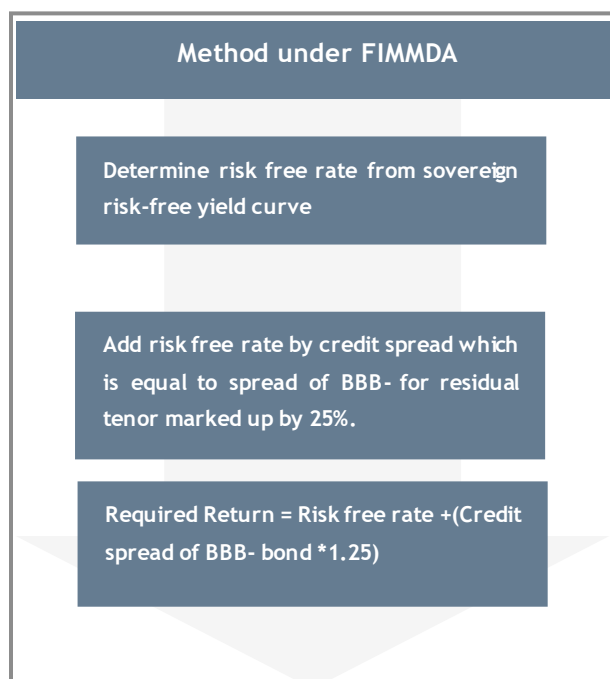 Method under FIMMDA
Determine risk free rate from sovereign
risk-free yield curve
Add risk free rate by credit spread which
is equal to spread of BBB- for residual
tenor marked up by 25%.
Required Return = Risk free rate +(Credit
spread of BBB- bond *1.25)